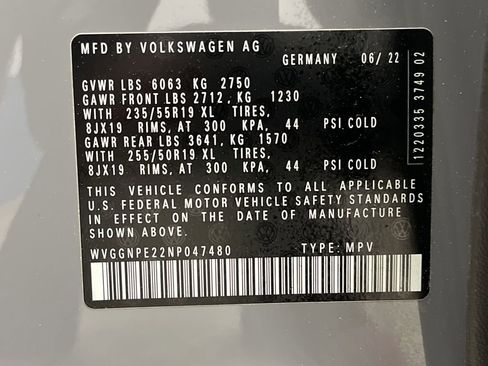 MFD BY VOLKSWAGEN AG
GERMANY 06/22
GVWR LBS 6063 KG 2750
GAWR FRONT LBS 2712, KG 1230
WITH 235/55R19 XL TIRES,
8JX19 RIMS, AT 300 KPA, 44 PSI COLD
GAWR REAR LBS 3641, KG 1570
WITH 255/50R19 XL TIRES,
8JX19 RIMS, AT 300 KPA, 44 PSI COLD
THIS VEHICLE CONFORMS TO ALL APPLICABLE
U.S. FEDERAL MOTOR VEHICLE SAFETY STANDARDS
IN EFFECT ON THE DATE OF MANUFACTURE
SHOWN ABOVE.
WVGGNPE22NP047480 TYPE: MPV
1220335 3749 02